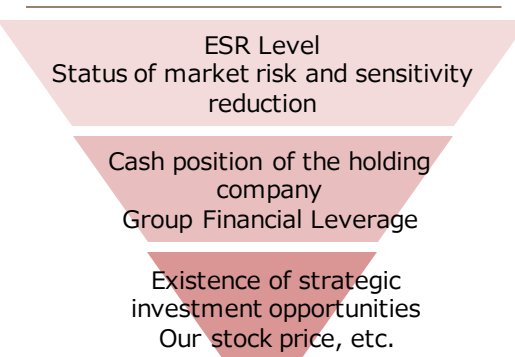 ESR Level
Status of market risk and sensitivity
reduction
Cash position of the holding
company
Group Financial Leverage
Existence of strategic
investment opportunities
Our stock price, etc.